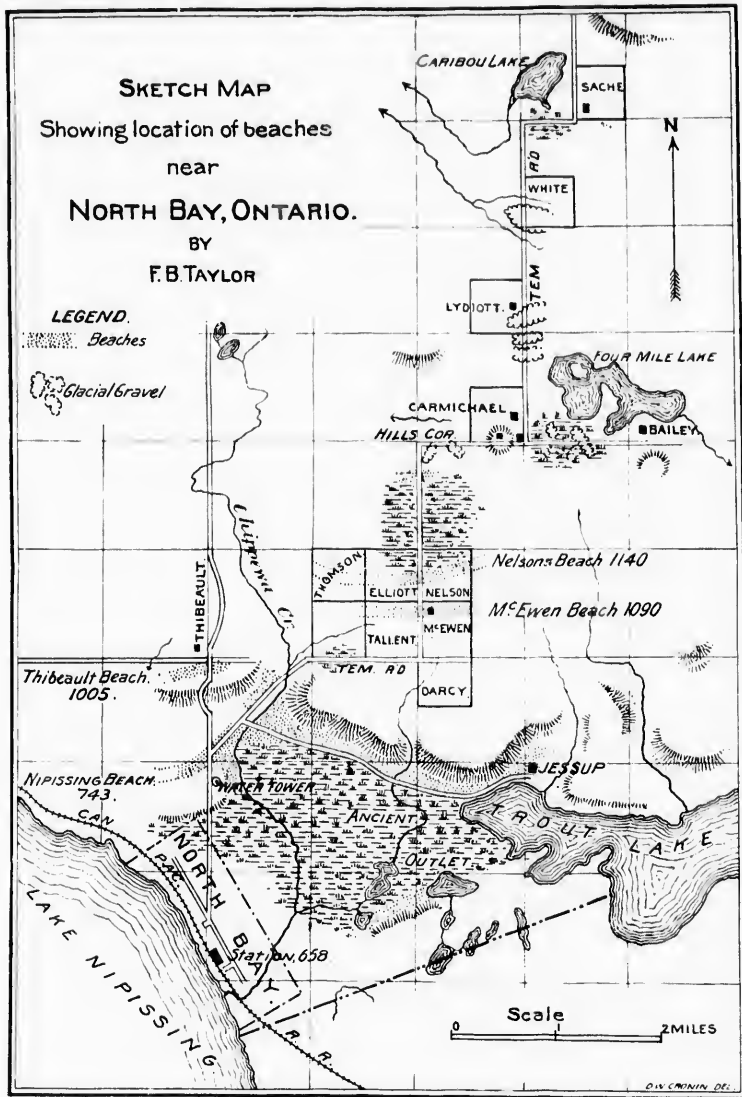 SKETCH MAP
Showing location of beaches
near
NORTH BAY, ONTARIO.
BY
F.B. TAYLOR
LEGEND.
Beaches
Glacial Gravel
CARIBOU LAKE
SACHE
N
R'D
WHITE
TEM
LYDIOTT.
FOUR MILE LAKE
CARMICHAEL
BAILEY.
HILLS COR.
Chippewa Cr.
THIBEAULT.
THOMSON
ELLIOTT
NELSON
Nelsons Beach 1140
McEWEN
McEwen Beach 1090
TALLENT
TEM. R'D
DARCY
Thibeault Beach.
1005.
JESSUP
NIPISSING BEACH.
743.
WATER TOWER
ANCIENT
OUTLET
TROUT LAKE
CAN
PAC
R. R.
NORTH BAY.
Station. 658
LAKE NIPISSING
Scale
0 1 2 MILES
D.W. CRONIN DEL.